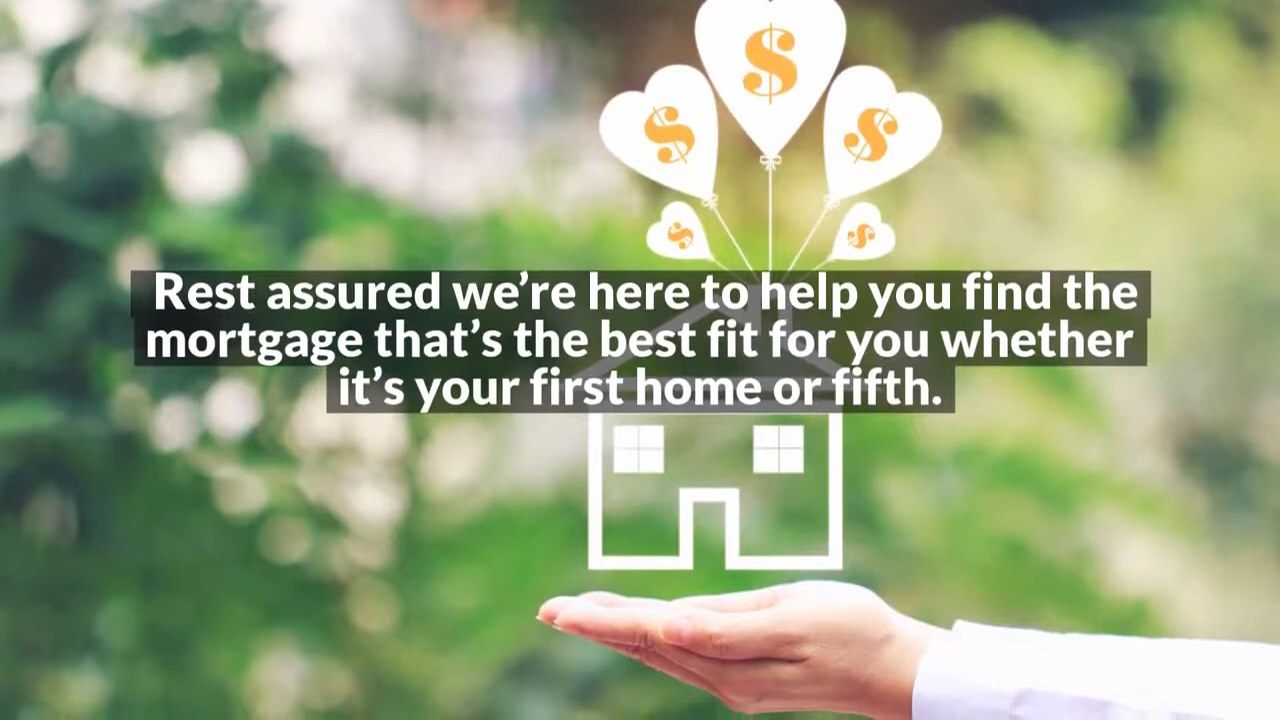 $
$ $
$ $
Rest assured we’re here to help you find the
mortgage that’s the best fit for you whether
it’s your first home or fifth.